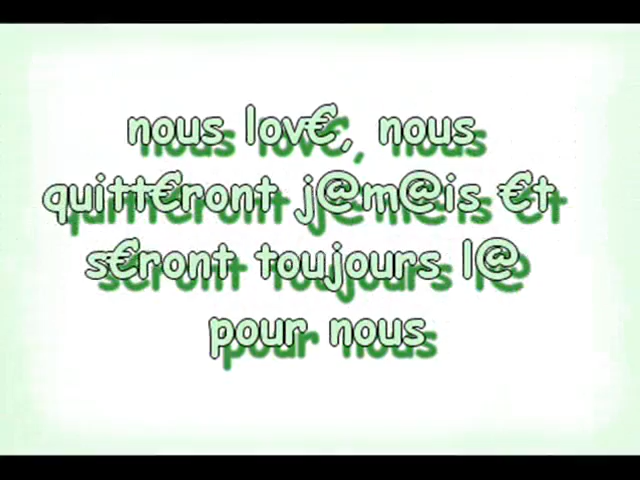 nous lov€, nous
quitt€ront j@m@is €t
s€ront toujours l@
pour nous